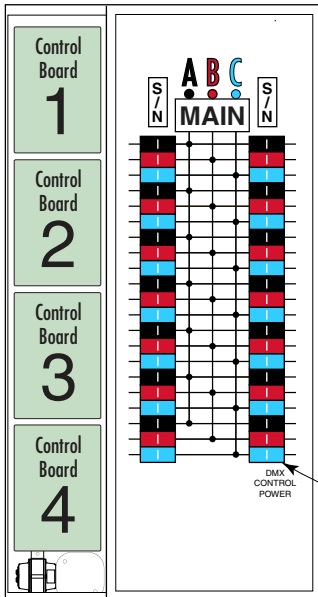 Control
Board
1
Control
Board
2
Control
Board
3
Control
Board
4
A B C
S/N
MAIN
S/N
DMX
CONTROL
POWER